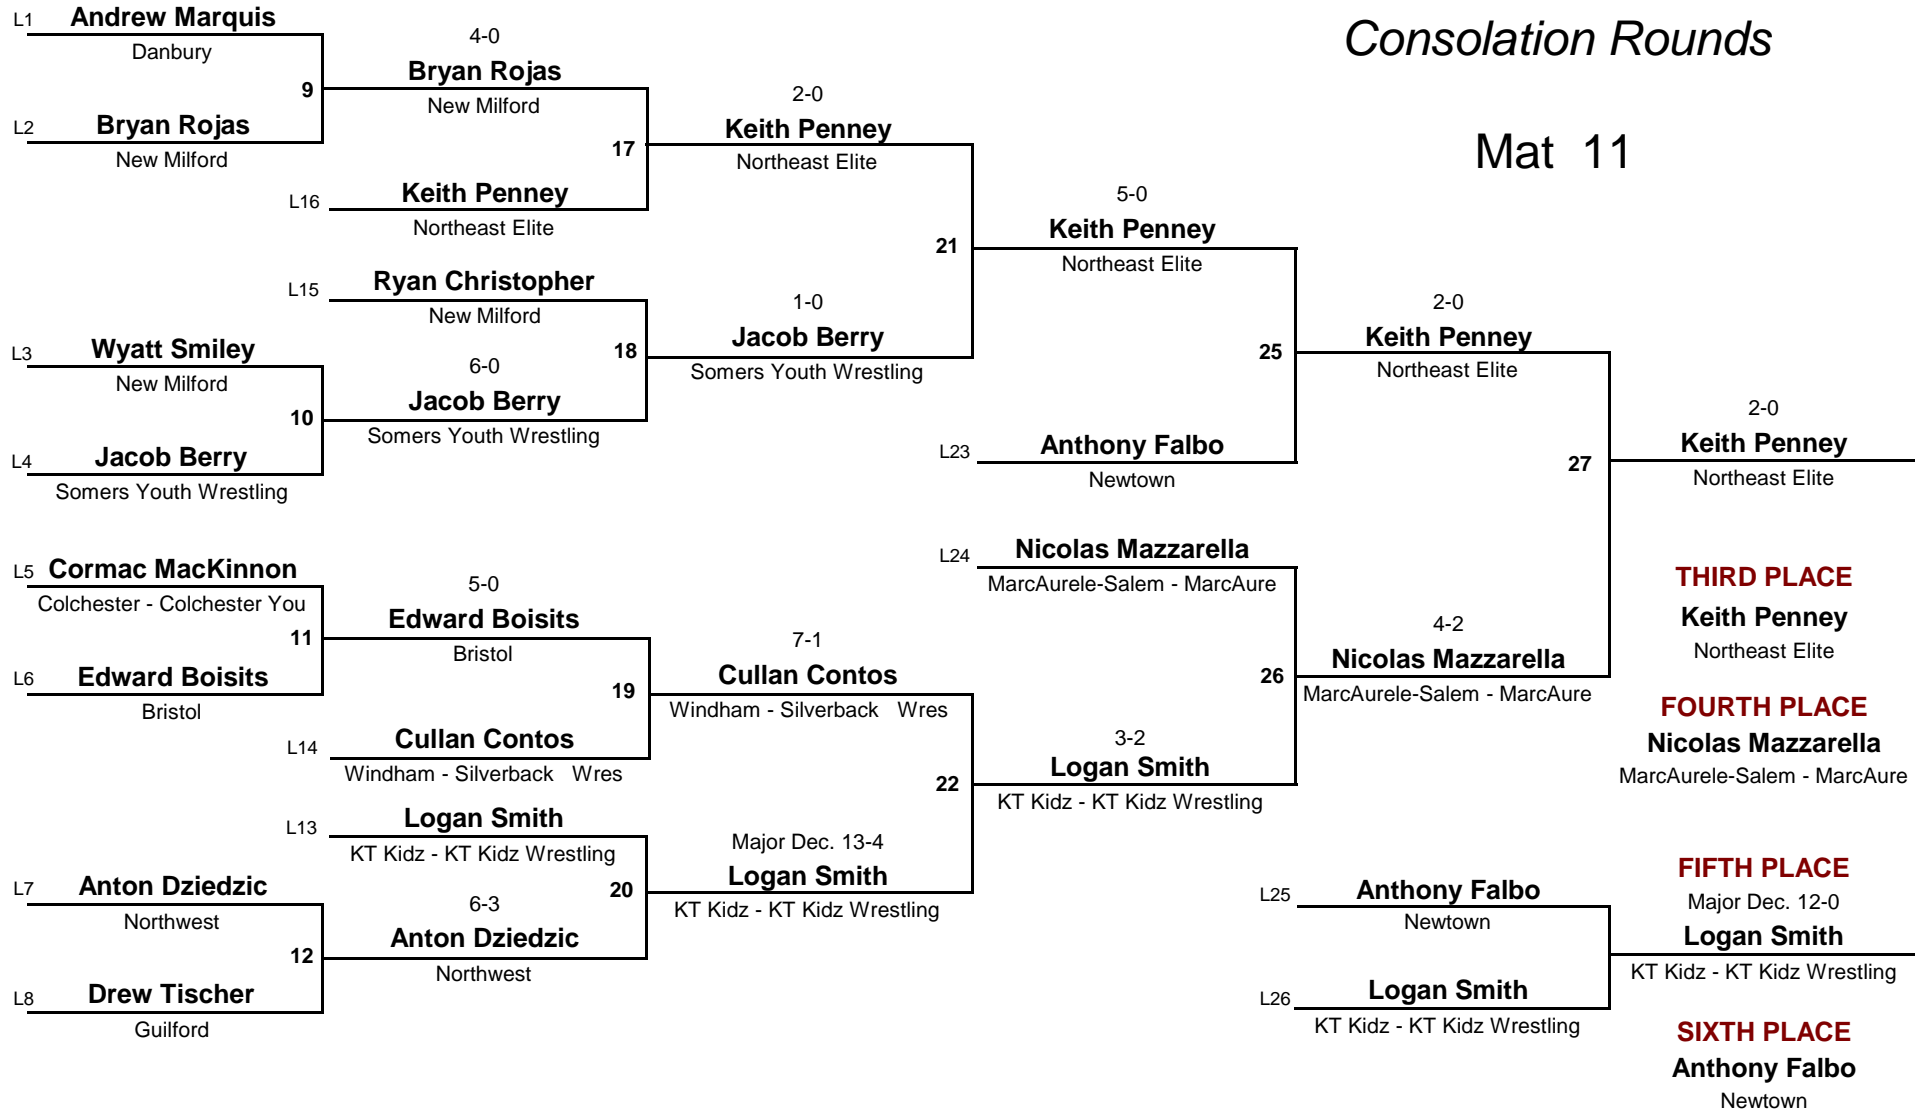 Consolation Rounds
Mat 11
L1 Andrew Marquis
Danbury
9
L2 Bryan Rojas
New Milford
4-0
Bryan Rojas
New Milford
17
L16 Keith Penney
Northeast Elite
2-0
Keith Penney
Northeast Elite
L15 Ryan Christopher
New Milford
18
L3 Wyatt Smiley
New Milford
10
L4 Jacob Berry
Somers Youth Wrestling
6-0
Jacob Berry
Somers Youth Wrestling
1-0
Jacob Berry
Somers Youth Wrestling
21
5-0
Keith Penney
Northeast Elite
25
L23 Anthony Falbo
Newtown
2-0
Keith Penney
Northeast Elite
27
2-0
Keith Penney
Northeast Elite
L5 Cormac MacKinnon
Colchester - Colchester You
11
L6 Edward Boisits
Bristol
5-0
Edward Boisits
Bristol
19
L14 Cullan Contos
Windham - Silverback Wres
7-1
Cullan Contos
Windham - Silverback Wres
22
L13 Logan Smith
KT Kidz - KT Kidz Wrestling
20
L7 Anton Dziedzic
Northwest
12
L8 Drew Tischer
Guilford
6-3
Anton Dziedzic
Northwest
Major Dec. 13-4
Logan Smith
KT Kidz - KT Kidz Wrestling
L24 Nicolas Mazzarella
MarcAurele-Salem - MarcAure
26
3-2
Logan Smith
KT Kidz - KT Kidz Wrestling
4-2
Nicolas Mazzarella
MarcAurele-Salem - MarcAure
THIRD PLACE
Keith Penney
Northeast Elite
FOURTH PLACE
Nicolas Mazzarella
MarcAurele-Salem - MarcAure
L25 Anthony Falbo
Newtown
L26 Logan Smith
KT Kidz - KT Kidz Wrestling
FIFTH PLACE
Major Dec. 12-0
Logan Smith
KT Kidz - KT Kidz Wrestling
SIXTH PLACE
Anthony Falbo
Newtown